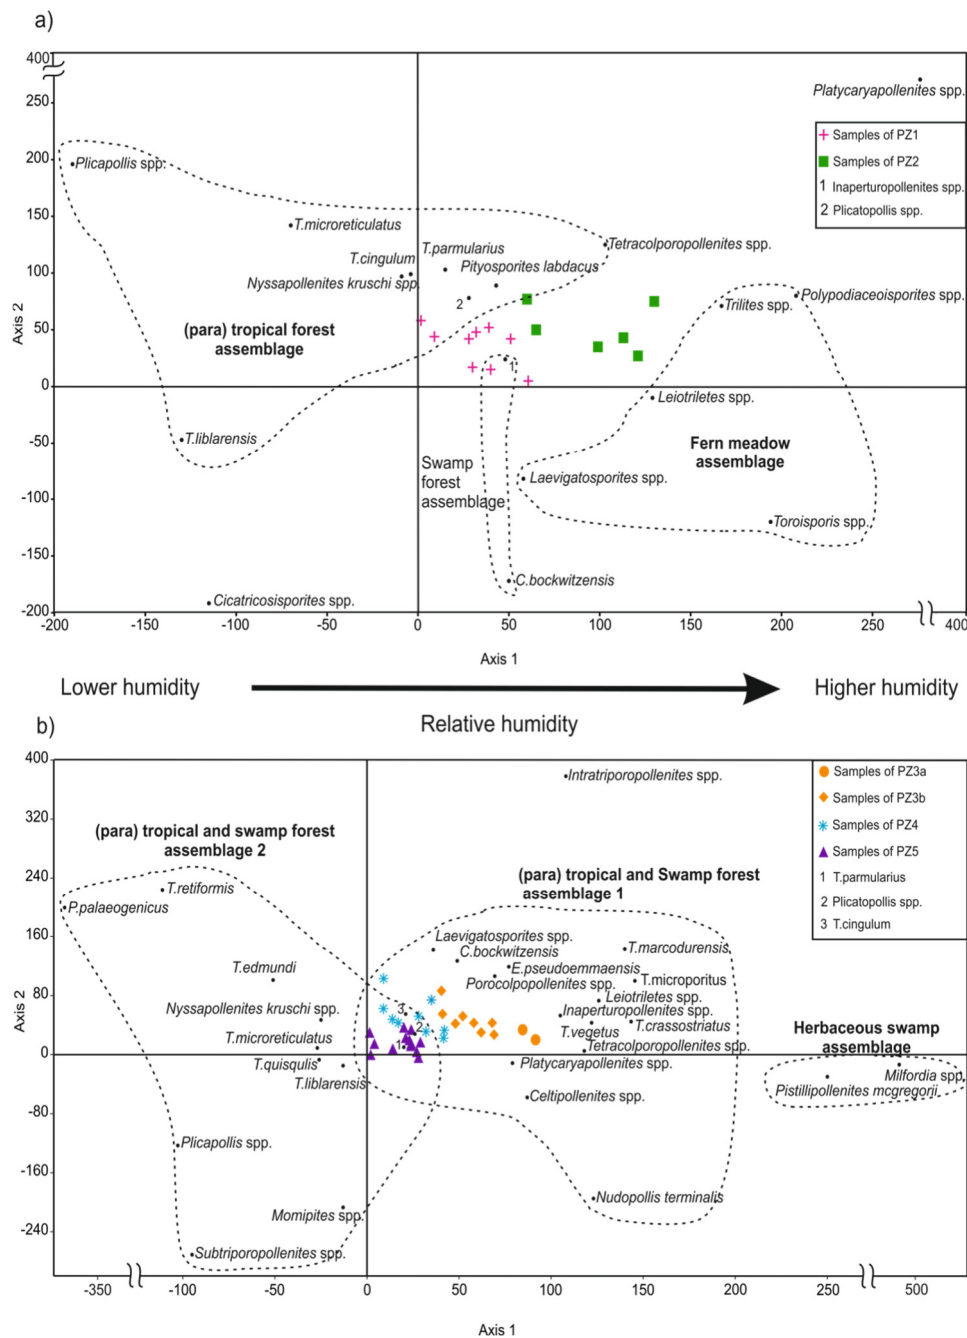 a)
400
250
200
150
100
50
0
-50
-100
-150
-200
Axis 2
Platycaryapollenites spp.
Samples of PZ1
Samples of PZ2
1 Inaperturopollenites spp.
2 Plicatopollis spp.
Plicapollis spp.
T.microreticulatus
T.parmularius
Tetracolporopollenites spp.
T.cingulum
Pityosporites labdacus
Nyssapollenites kruschi spp.
2
Trilites spp.
Polypodiaceoisporites spp.
(para) tropical forest
assemblage
1
Leiotriletes spp.
T.liblarensis
Swamp
forest
assemblage
Fern meadow
assemblage
Laevigatosporites spp.
Toroisporis spp.
C.bockwitzensis
Cicatricosisporites spp.
-200 -150 -100 -50 0 50 100 150 200 400
Axis 1
Lower humidity
Higher humidity
Relative humidity
b)
400
320
240
160
80
0
-80
-160
-240
Axis 2
Intratriporopollenites spp.
Samples of PZ3a
Samples of PZ3b
Samples of PZ4
Samples of PZ5
1 T.parmularius
2 Plicatopollis spp.
3 T.cingulum
(para) tropical and swamp forest
assemblage 2
(para) tropical and Swamp forest
assemblage 1
T.retiformis
P.palaeogenicus
Laevigatosporites spp.
C.bockwitzensis
T.marcodurensis
T.edmundi
E.pseudoemmaensis
Porocolpopollenites spp.
T.microporitus
Leiotriletes spp.
Nyssapollenites kruschi spp.
3
Inaperturopollenites spp.
T.crassostriatus
2
T.vegetus
T.microreticulatus
1
Tetracolporopollenites spp.
Herbaceous swamp
assemblage
T.quisqulis
Platycaryapollenites spp.
Milfordia spp.
T.liblarensis
Celtipollenites spp.
Pistillipollenites mcgregorii
Plicapollis spp.
Nudopollis terminalis
Momipites spp.
Subtriporopollenites spp.
-350 -100 -50 0 50 100 150 200 250 500
Axis 1